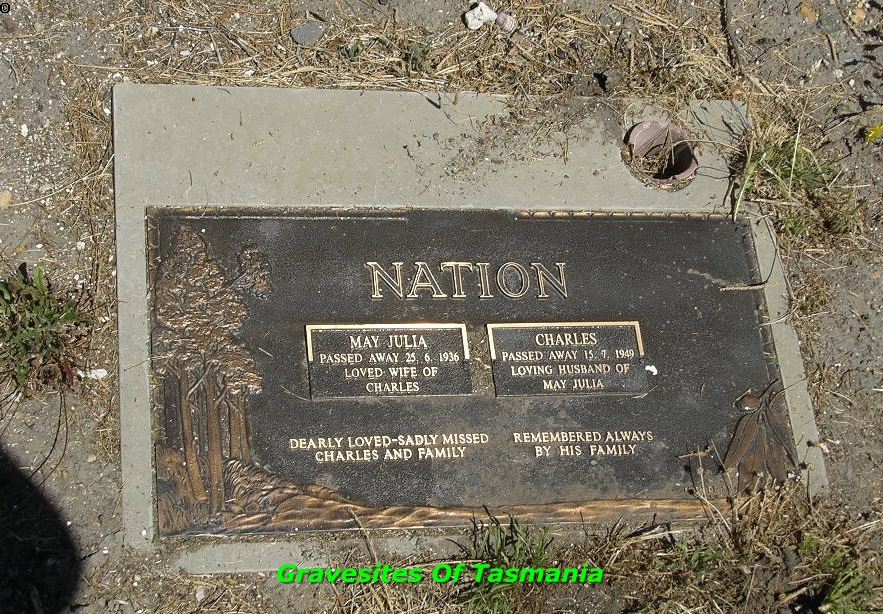 NATION
MAY JULIA
PASSED AWAY 25. 6. 1936
LOVED WIFE OF
CHARLES
CHARLES
PASSED AWAY 15. 7. 1949
LOVING HUSBAND OF
MAY JULIA
DEARLY LOVED-SADLY MISSED
CHARLES AND FAMILY
REMEMBERED ALWAYS
BY HIS FAMILY
Gravesites Of Tasmania